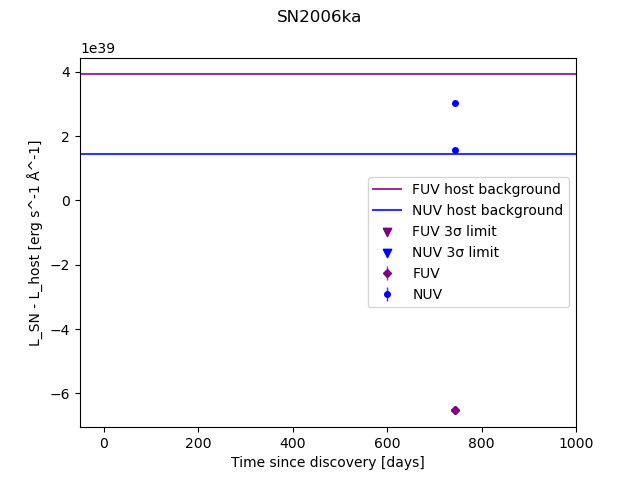 SN2006ka
1e39
4
2
0
−2
−4
−6
L_SN - L_host [erg s^-1 Å^-1]
FUV host background
NUV host background
FUV 3σ limit
NUV 3σ limit
FUV
NUV
0 200 400 600 800 1000
Time since discovery [days]